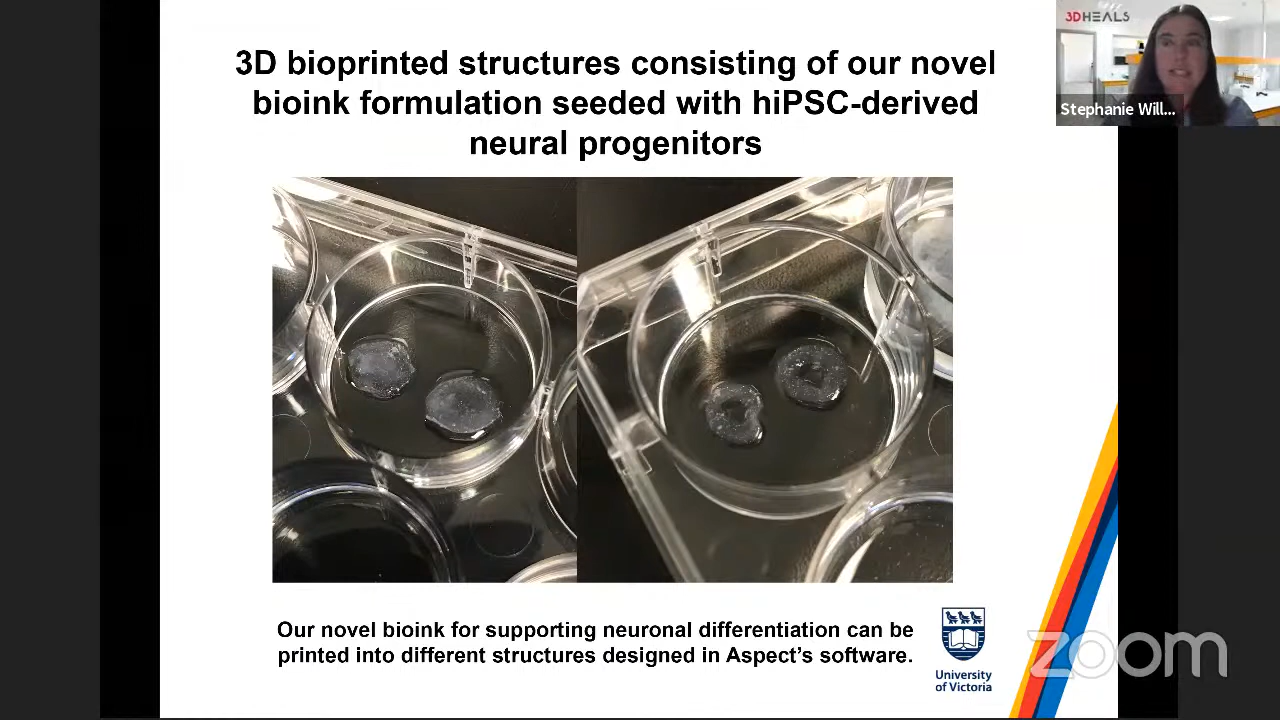 3D bioprinted structures consisting of our novel
bioink formulation seeded with hiPSC-derived
neural progenitors
3DHEALS
Stephanie Will...
Our novel bioink for supporting neuronal differentiation can be
printed into different structures designed in Aspect's software.
University
of Victoria
zoom